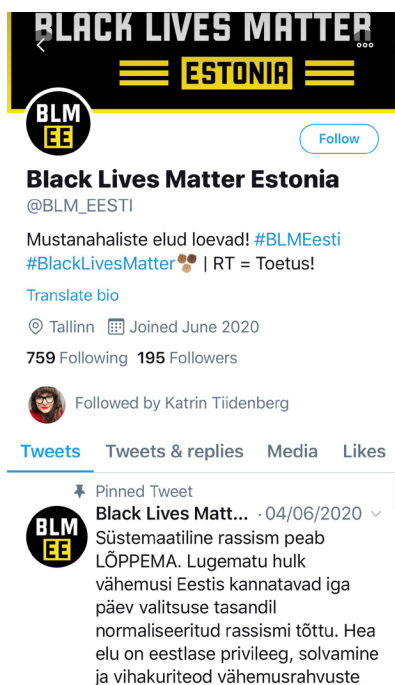 BLACK LIVES MATTER
ESTONIA
BLM
EE
Follow
Black Lives Matter Estonia
@BLM_EESTI
Mustanahaliste elud loevad! #BLMEesti
#BlackLivesMatter | RT = Toetus!
Translate bio
Tallinn Joined June 2020
759 Following 195 Followers
Followed by Katrin Tiidenberg
Tweets Tweets & replies Media Likes
Pinned Tweet
BLM
EE
Black Lives Matt... · 04/06/2020
Süstemaatiline rassism peab
LÕPPEMA. Lugematu hulk
vähemusi Eestis kannatavad iga
päev valitsuse tasandil
normaliseeritud rassismi tõttu. Hea
elu on eestlase privileeg, solvamine
ja vihakuriteod vähemusrahvuste